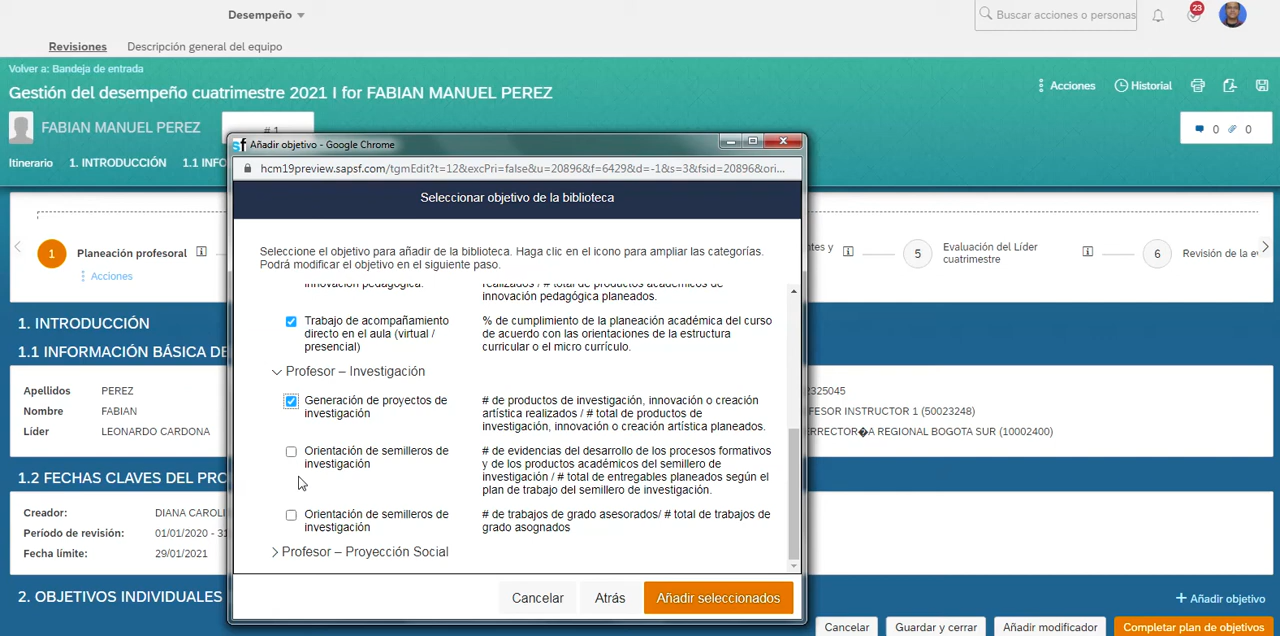 Desempeño
Buscar acciones o personas
23
Revisiones Descripción general del equipo
Volver a: Bandeja de entrada
Gestión del desempeño cuatrimestre 2021 I for FABIAN MANUEL PEREZ
Acciones Historial
FABIAN MANUEL PEREZ
# 1
0 0
Itinerario 1. INTRODUCCIÓN 1.1 INFO
Añadir objetivo - Google Chrome
hcm19preview.sapsf.com/tgmEdit?t=12&excPri=false&u=20896&f=6429&d=-1&s=3&fsid=20896&ori...
Seleccionar objetivo de la biblioteca
Seleccione el objetivo para añadir de la biblioteca. Haga clic en el icono para ampliar las categorías.
Podrá modificar el objetivo en el siguiente paso.
innovación pedagógica.
realizados / # total de productos académicos de
innovación pedagógica planeados.
Trabajo de acompañamiento
directo en el aula (virtual /
presencial)
% de cumplimiento de la planeación académica del curso
de acuerdo con las orientaciones de la estructura
curricular o el micro currículo.
Profesor – Investigación
Generación de proyectos de
investigación
# de productos de investigación, innovación o creación
artística realizados / # total de productos de
investigación, innovación o creación artística planeados.
Orientación de semilleros de
investigación
# de evidencias del desarrollo de los procesos formativos
y de los productos académicos del semillero de
investigación / # total de entregables planeados según el
plan de trabajo del semillero de investigación.
Orientación de semilleros de
investigación
# de trabajos de grado asesorados/ # total de trabajos de
grado asognados
Profesor – Proyección Social
Cancelar Atrás Añadir seleccionados
1 Planeación profesoral
Acciones
ntes y
5 Evaluación del Líder
cuatrimestre
6 Revisión de la ev
1. INTRODUCCIÓN
1.1 INFORMACIÓN BÁSICA DE
Apellidos PEREZ
Nombre FABIAN
Líder LEONARDO CARDONA
2325045
FESOR INSTRUCTOR 1 (50023248)
ERRECTOR�A REGIONAL BOGOTA SUR (10002400)
1.2 FECHAS CLAVES DEL PRO
Creador: DIANA CAROLI
Período de revisión: 01/01/2020 - 31
Fecha límite: 29/01/2021
2. OBJETIVOS INDIVIDUALES
+ Añadir objetivo
Cancelar Guardar y cerrar Añadir modificador Completar plan de objetivos